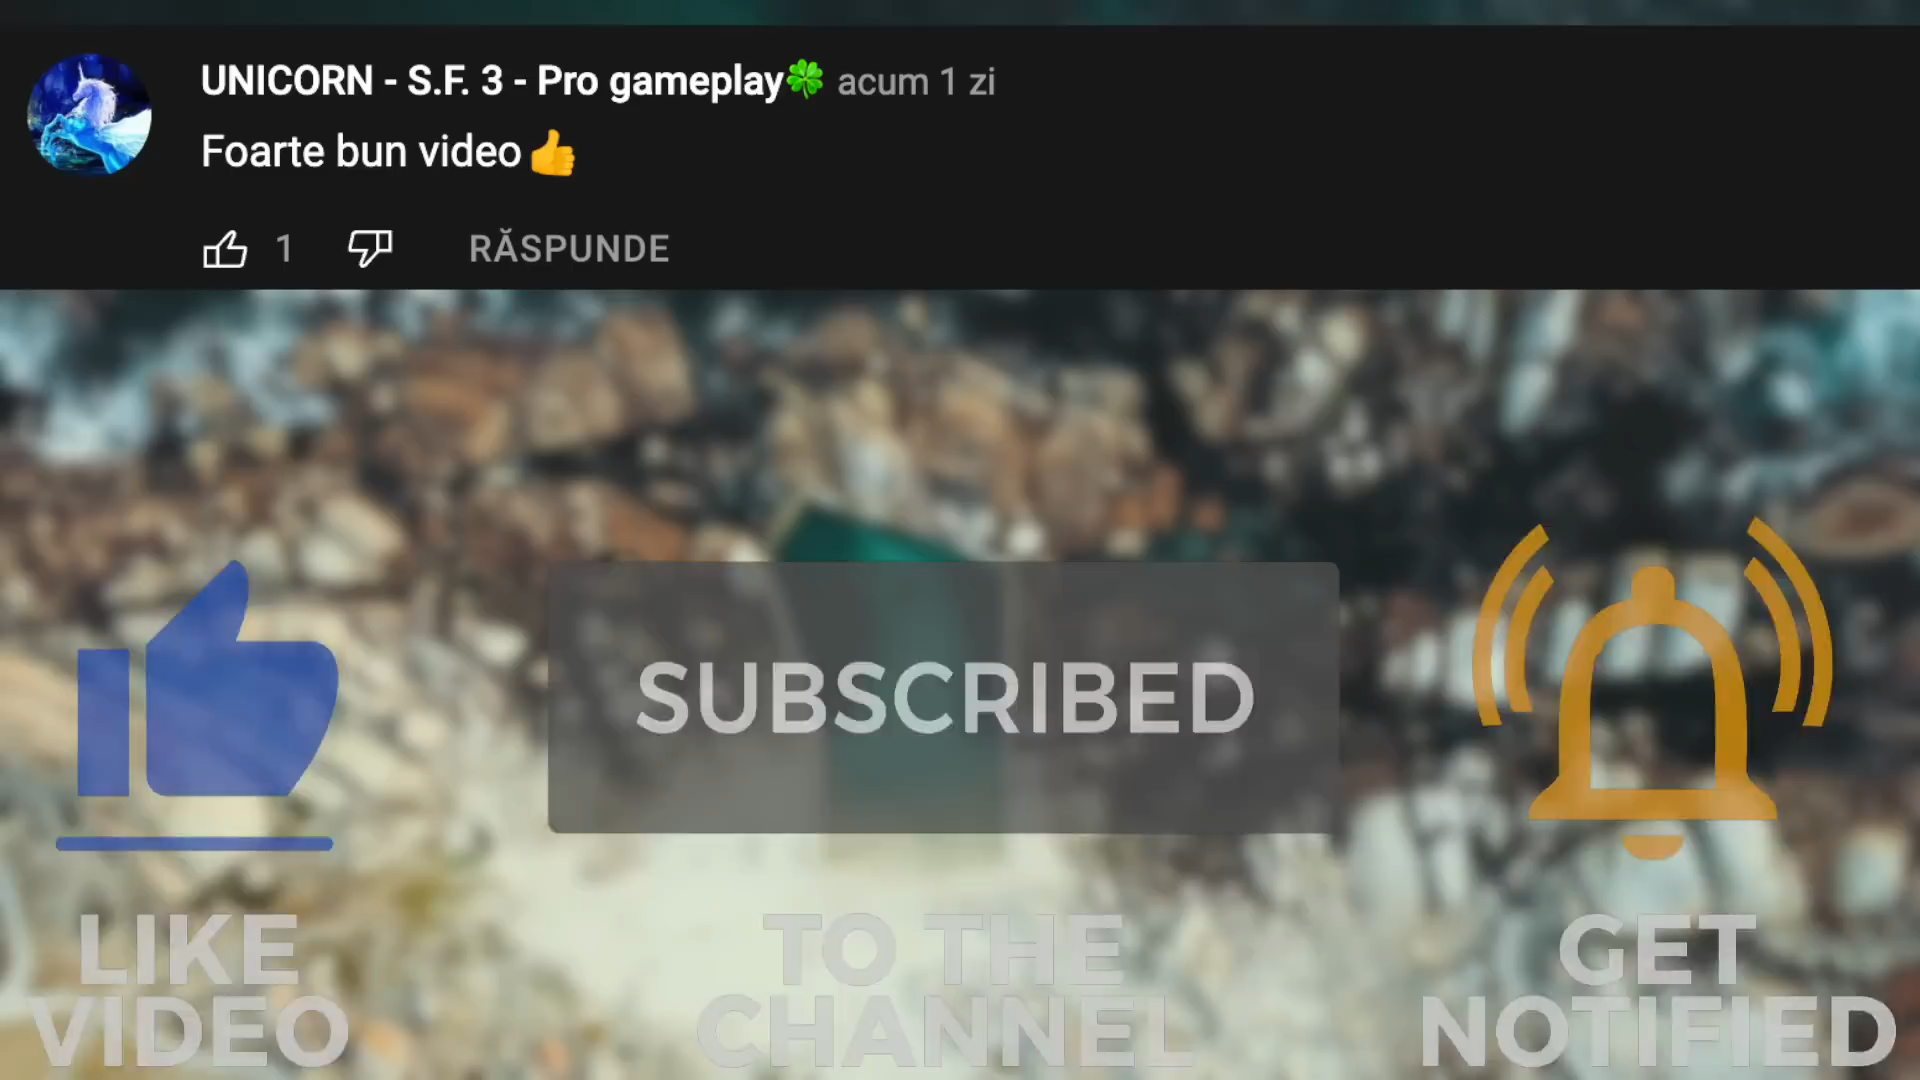 UNICORN - S.F. 3 - Pro gameplay🍀 acum 1 zi
Foarte bun video👍
1 RĂSPUNDE
SUBSCRIBED
LIKE
VIDEO
TO THE
CHANNEL
GET
NOTIFIED